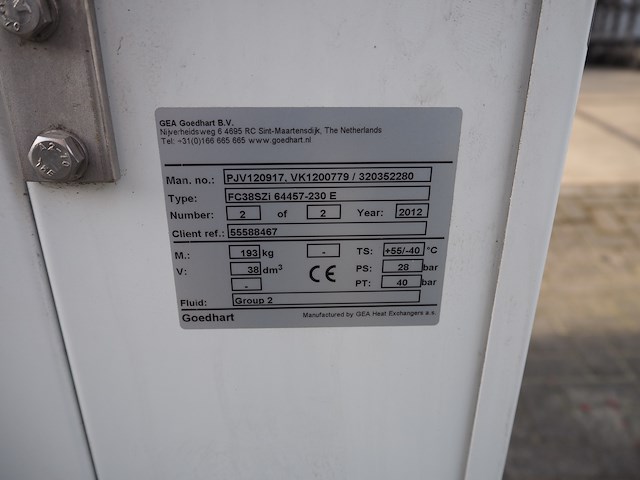 GEA Goedhart B.V.
Nijverheidsweg 6 4695 RC Sint-Maartensdijk, The Netherlands
Tel: +31(0)166 665 665 www.goedhart.nl
Man. no.: PJV120917, VK1200779 / 320352280
Type: FC38SZi 64457-230 E
Number: 2 of 2 Year: 2012
Client ref.: 55588467
M.: 193 kg - TS: +55/-40 °C
V: 38 dm³ CE PS: 28 bar
- PT: 40 bar
Fluid: Group 2
Goedhart Manufactured by GEA Heat Exchangers a.s.
A2-70